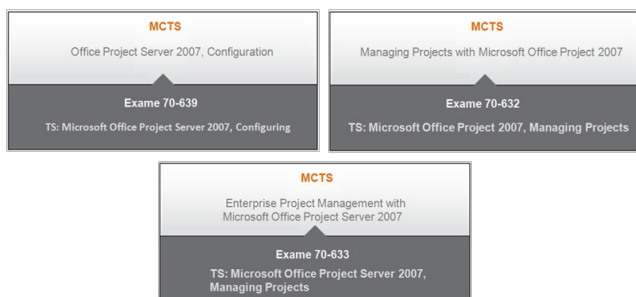 MCTS
Office Project Server 2007, Configuration
Exame 70-639
TS: Microsoft Office Project Server 2007, Configuring
MCTS
Managing Projects with Microsoft Office Project 2007
Exame 70-632
TS: Microsoft Office Project 2007, Managing Projects
MCTS
Enterprise Project Management with
Microsoft Office Project Server 2007
Exame 70-633
TS: Microsoft Office Project Server 2007,
Managing Projects